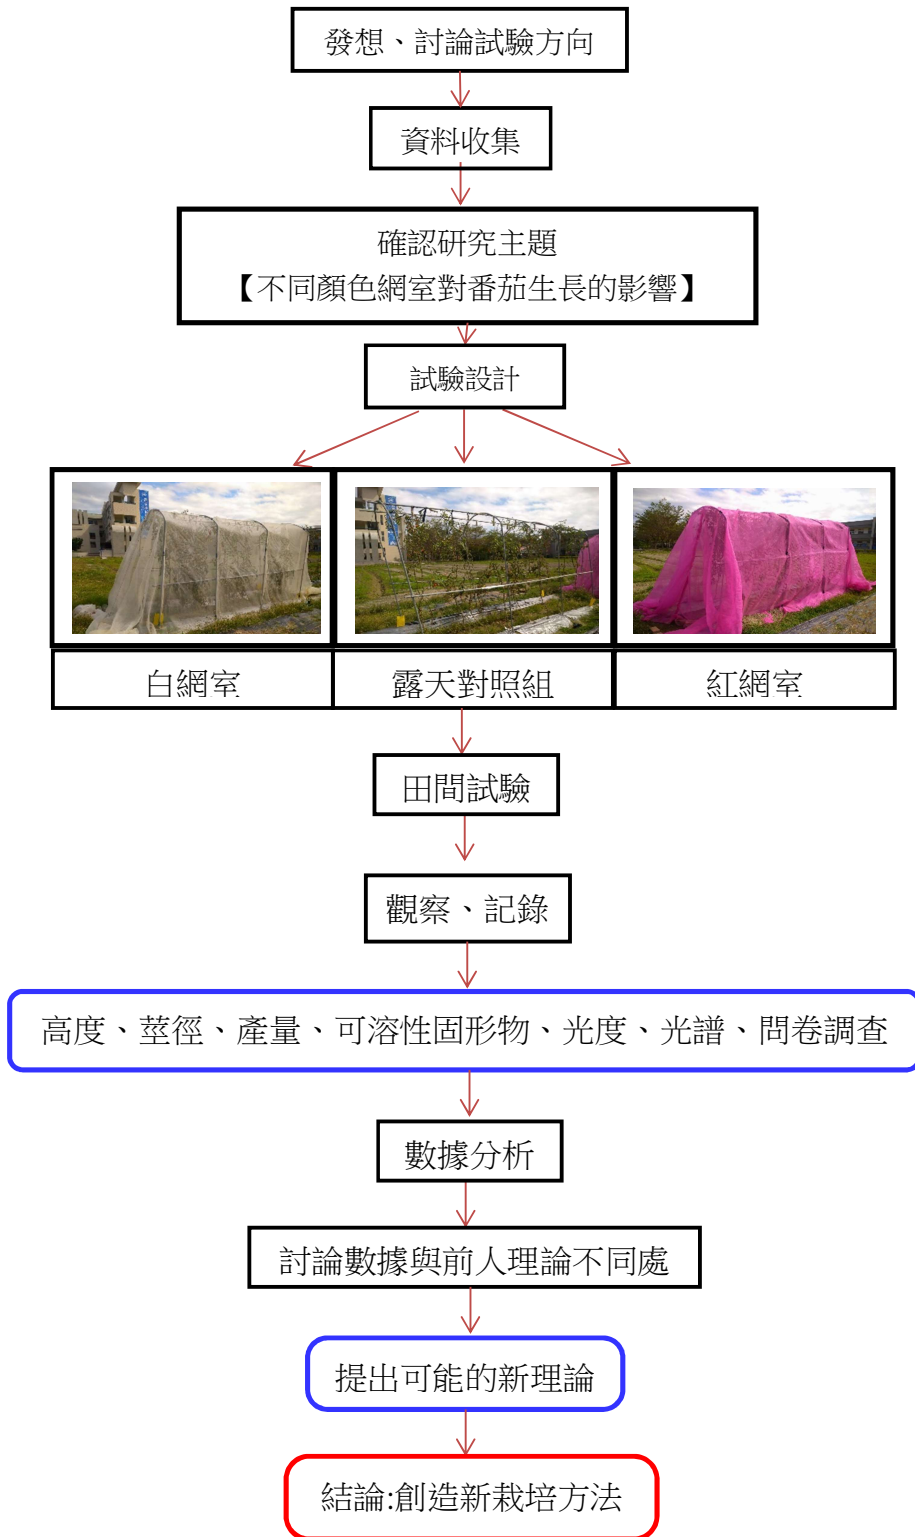 發想、討論試驗方向
資料收集
確認研究主題
【不同顏色網室對番茄生長的影響】
試驗設計
白網室
露天對照組
紅網室
田間試驗
觀察、記錄
高度、莖徑、產量、可溶性固形物、光度、光譜、問卷調查
數據分析
討論數據與前人理論不同處
提出可能的新理論
結論:創造新栽培方法